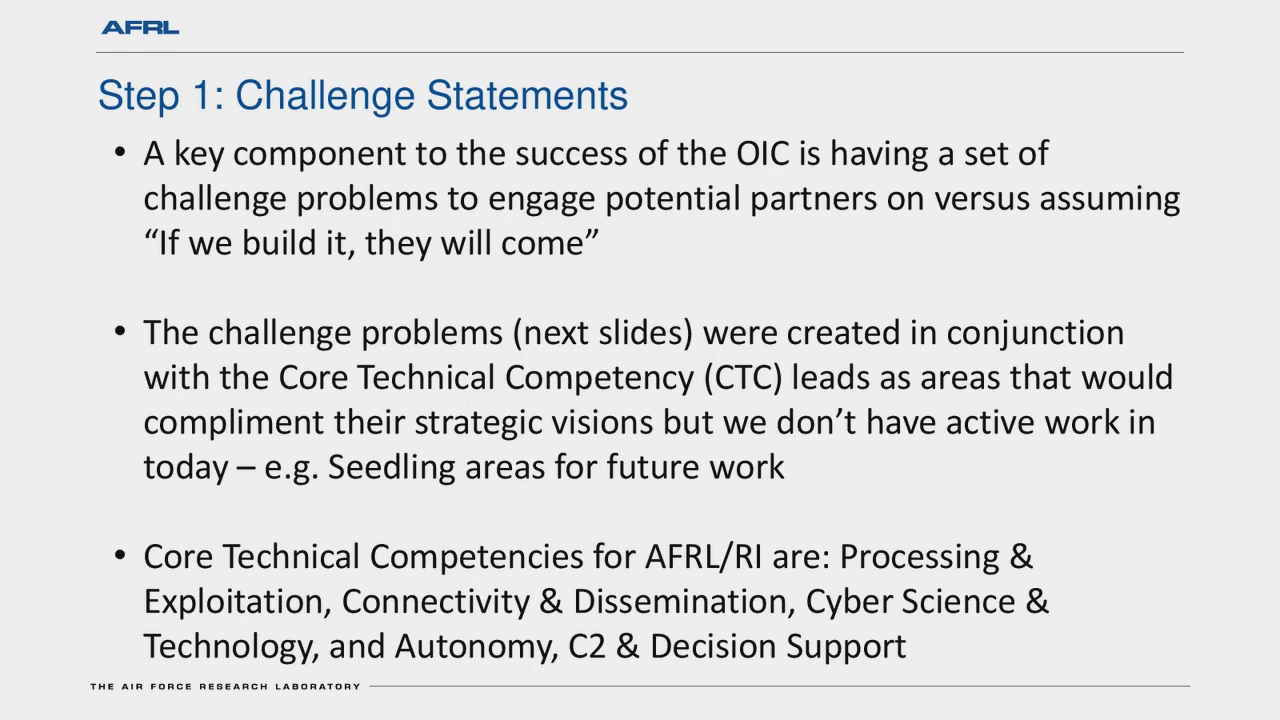 AFRL
Step 1: Challenge Statements
• A key component to the success of the OIC is having a set of
challenge problems to engage potential partners on versus assuming
“If we build it, they will come”
• The challenge problems (next slides) were created in conjunction
with the Core Technical Competency (CTC) leads as areas that would
compliment their strategic visions but we don’t have active work in
today – e.g. Seedling areas for future work
• Core Technical Competencies for AFRL/RI are: Processing &
Exploitation, Connectivity & Dissemination, Cyber Science &
Technology, and Autonomy, C2 & Decision Support
THE AIR FORCE RESEARCH LABORATORY